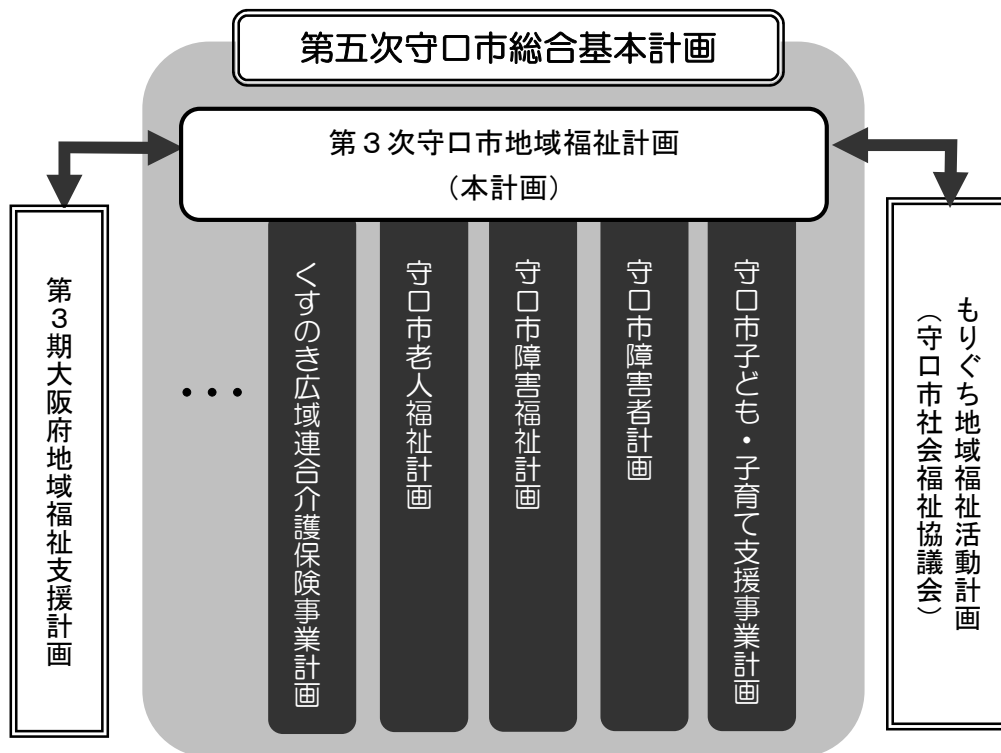 第五次守口市総合基本計画
第３次守口市地域福祉計画
（本計画）
第３期大阪府地域福祉支援計画
・・・
くすのき広域連合介護保険事業計画
守口市老人福祉計画
守口市障害福祉計画
守口市障害者計画
守口市子ども・子育て支援事業計画
もりぐち地域福祉活動計画
（守口市社会福祉協議会）